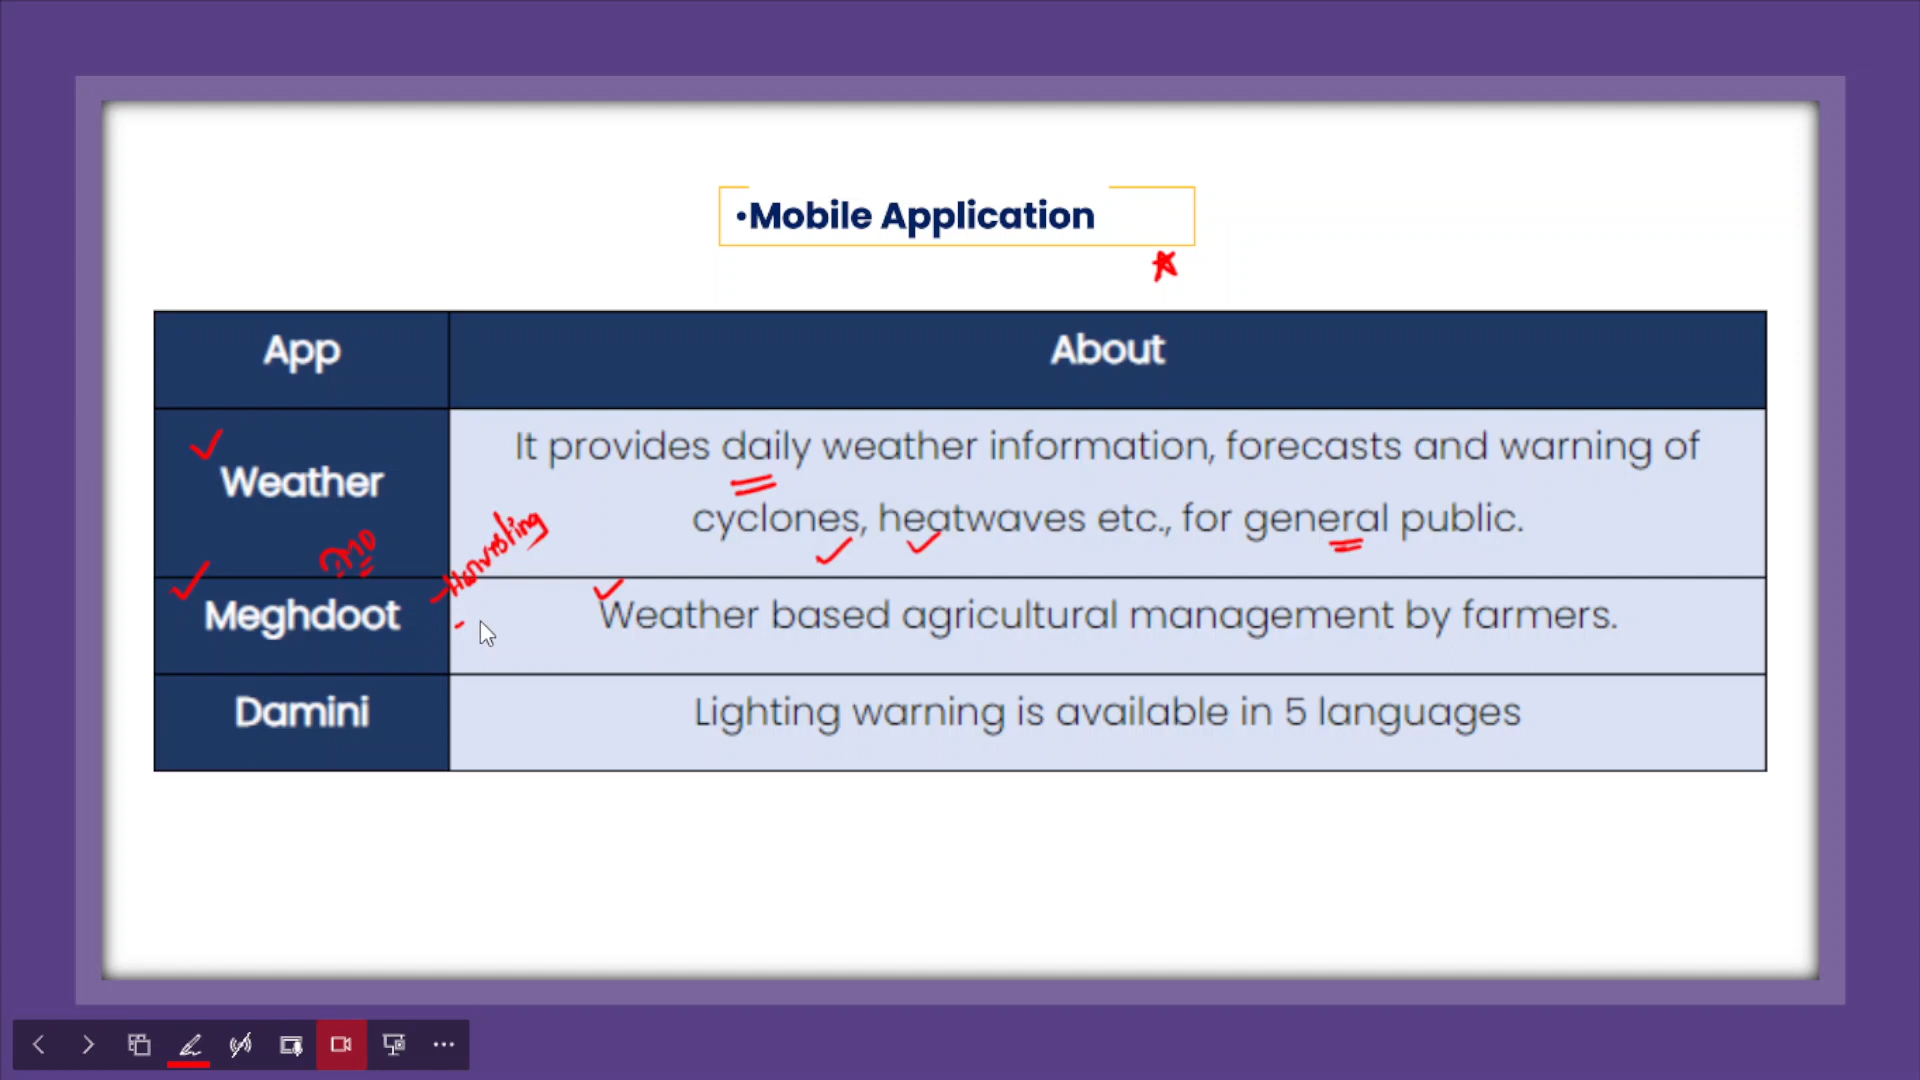 •Mobile Application
App
About
Weather
It provides daily weather information, forecasts and warning of
cyclones, heatwaves etc., for general public.
Harvesting
Meghdoot
Weather based agricultural management by farmers.
Damini
Lighting warning is available in 5 languages